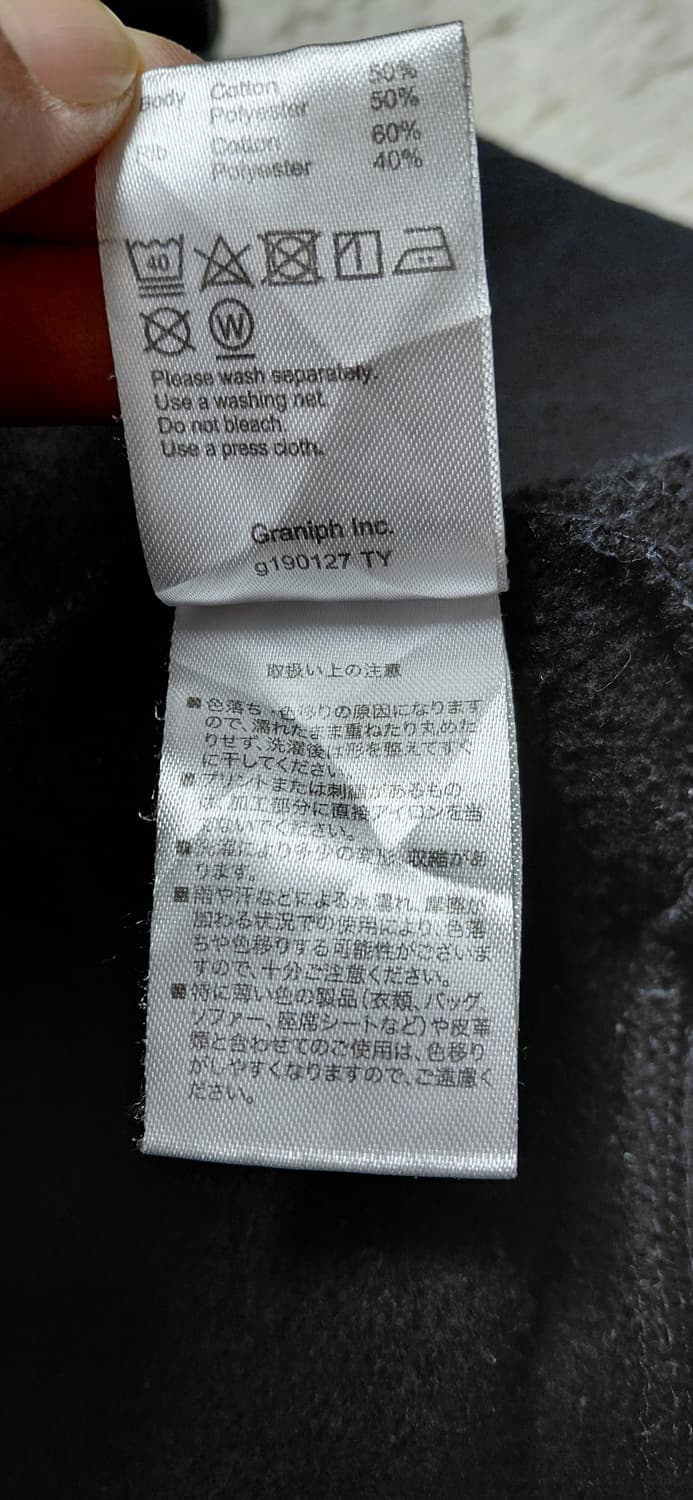 Body Cotton 50%
Polyester 50%
Rib Cotton 60%
Polyester 40%
40
W
Please wash separately.
Use a washing net.
Do not bleach.
Use a press cloth.
Graniph Inc.
g190127 TY
取扱い上の注意
■色落ち・色移りの原因になります
ので、濡れたまま重ねたり丸めた
りせず、洗濯後は形を整えてすぐ
に干してください。
■プリントまたは刺繍があるもの
は、加工部分に直接アイロンを当
てないでください。
■洗濯により多少の変形、収縮があ
ります。
■雨や汗などによる水濡れ、摩擦が
加わる状況での使用により、色落
ちや色移りする可能性がございま
すので、十分ご注意ください。
■特に薄い色の製品(衣類、バッグ、
ソファー、座席シートなど)や皮革
煙と合わせてのご使用は、色移り
がしやすくなりますので、ご遠慮く
ださい。